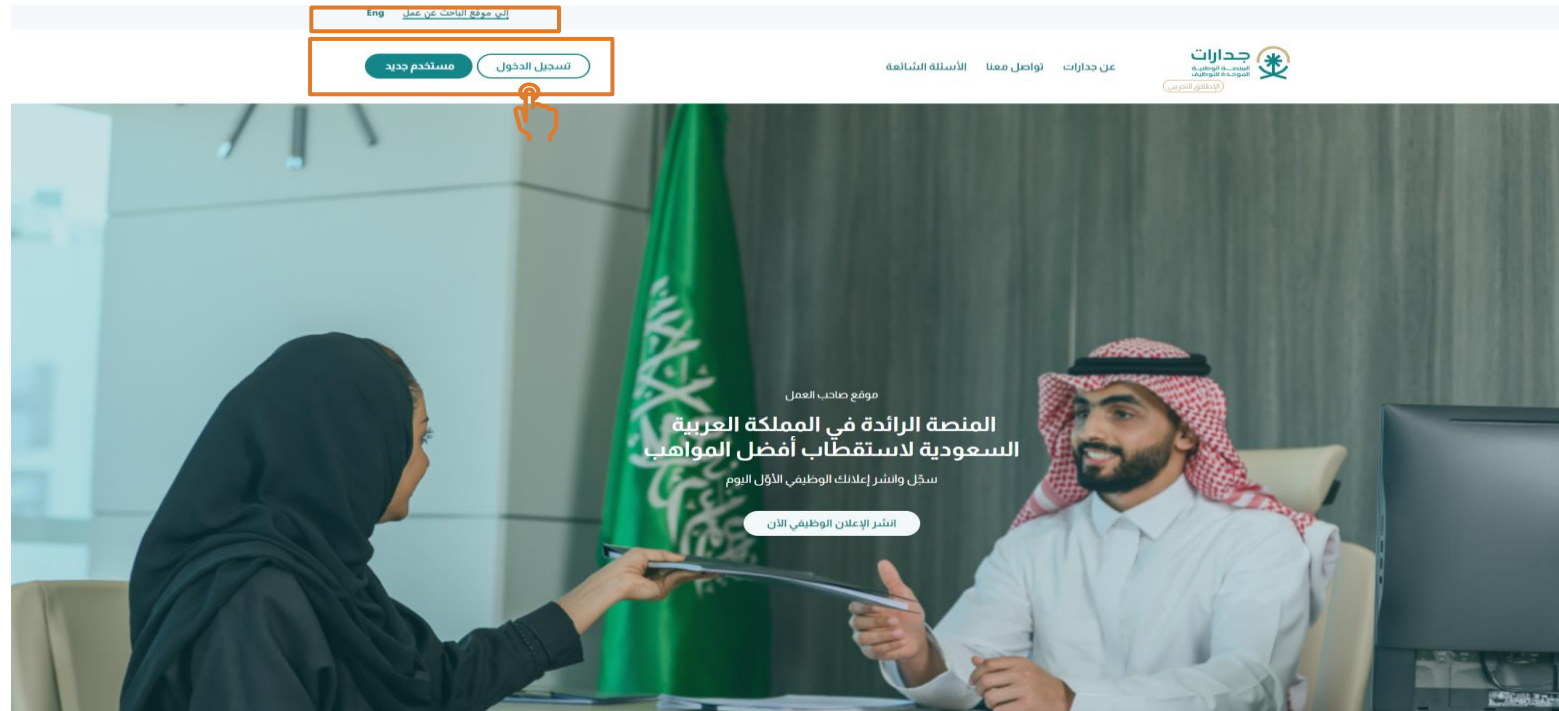 إلى موقع الباحث عن عمل Eng
جدارات
المنصة الوطنية
الموحدة للتوظيف
الإطلاق التجريبي
عن جدارات تواصل معنا الأسئلة الشائعة
تسجيل الدخول مستخدم جديد
موقع صاحب العمل
المنصة الرائدة في المملكة العربية
السعودية لاستقطاب أفضل المواهب
سجّل وانشر إعلانك الوظيفي الأوّل اليوم
انشر الإعلان الوظيفي الآن